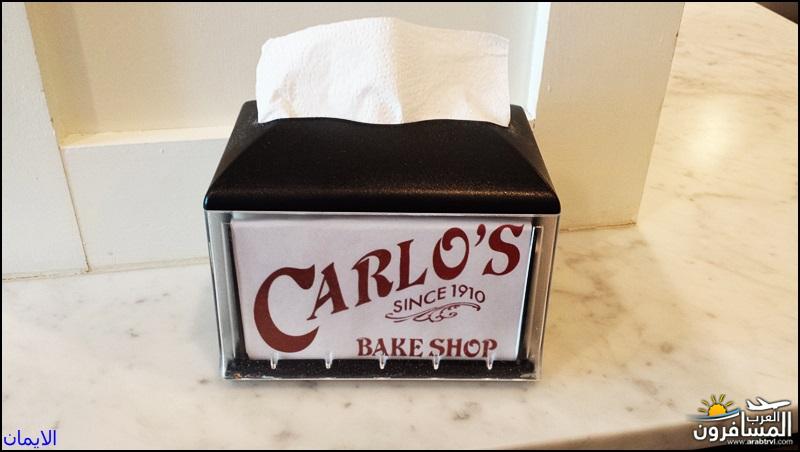 CARLO'S
SINCE 1910
BAKE SHOP
الايمان
العرب
المسافرون
www.arabtrvl.com